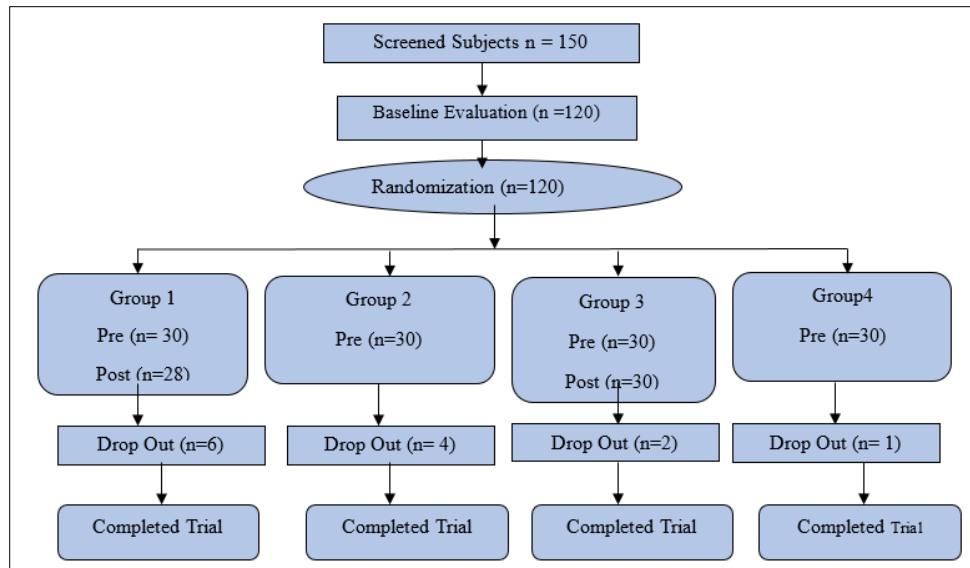 Screened Subjects n = 150
Baseline Evaluation (n =120)
Randomization (n=120)
Group 1
Pre (n= 30)
Post (n=28)
Group 2
Pre (n=30)
Group 3
Pre (n=30)
Post (n=30)
Group4
Pre (n=30)
Drop Out (n=6)
Drop Out (n= 4)
Drop Out (n=2)
Drop Out (n= 1)
Completed Trial
Completed Trial
Completed Trial
Completed Trial